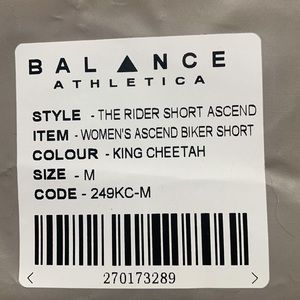 BALANCE
ATHLETICA
STYLE - THE RIDER SHORT ASCEND
ITEM - WOMEN'S ASCEND BIKER SHORT
COLOUR - KING CHEETAH
SIZE - M
CODE - 249KC-M
270173289